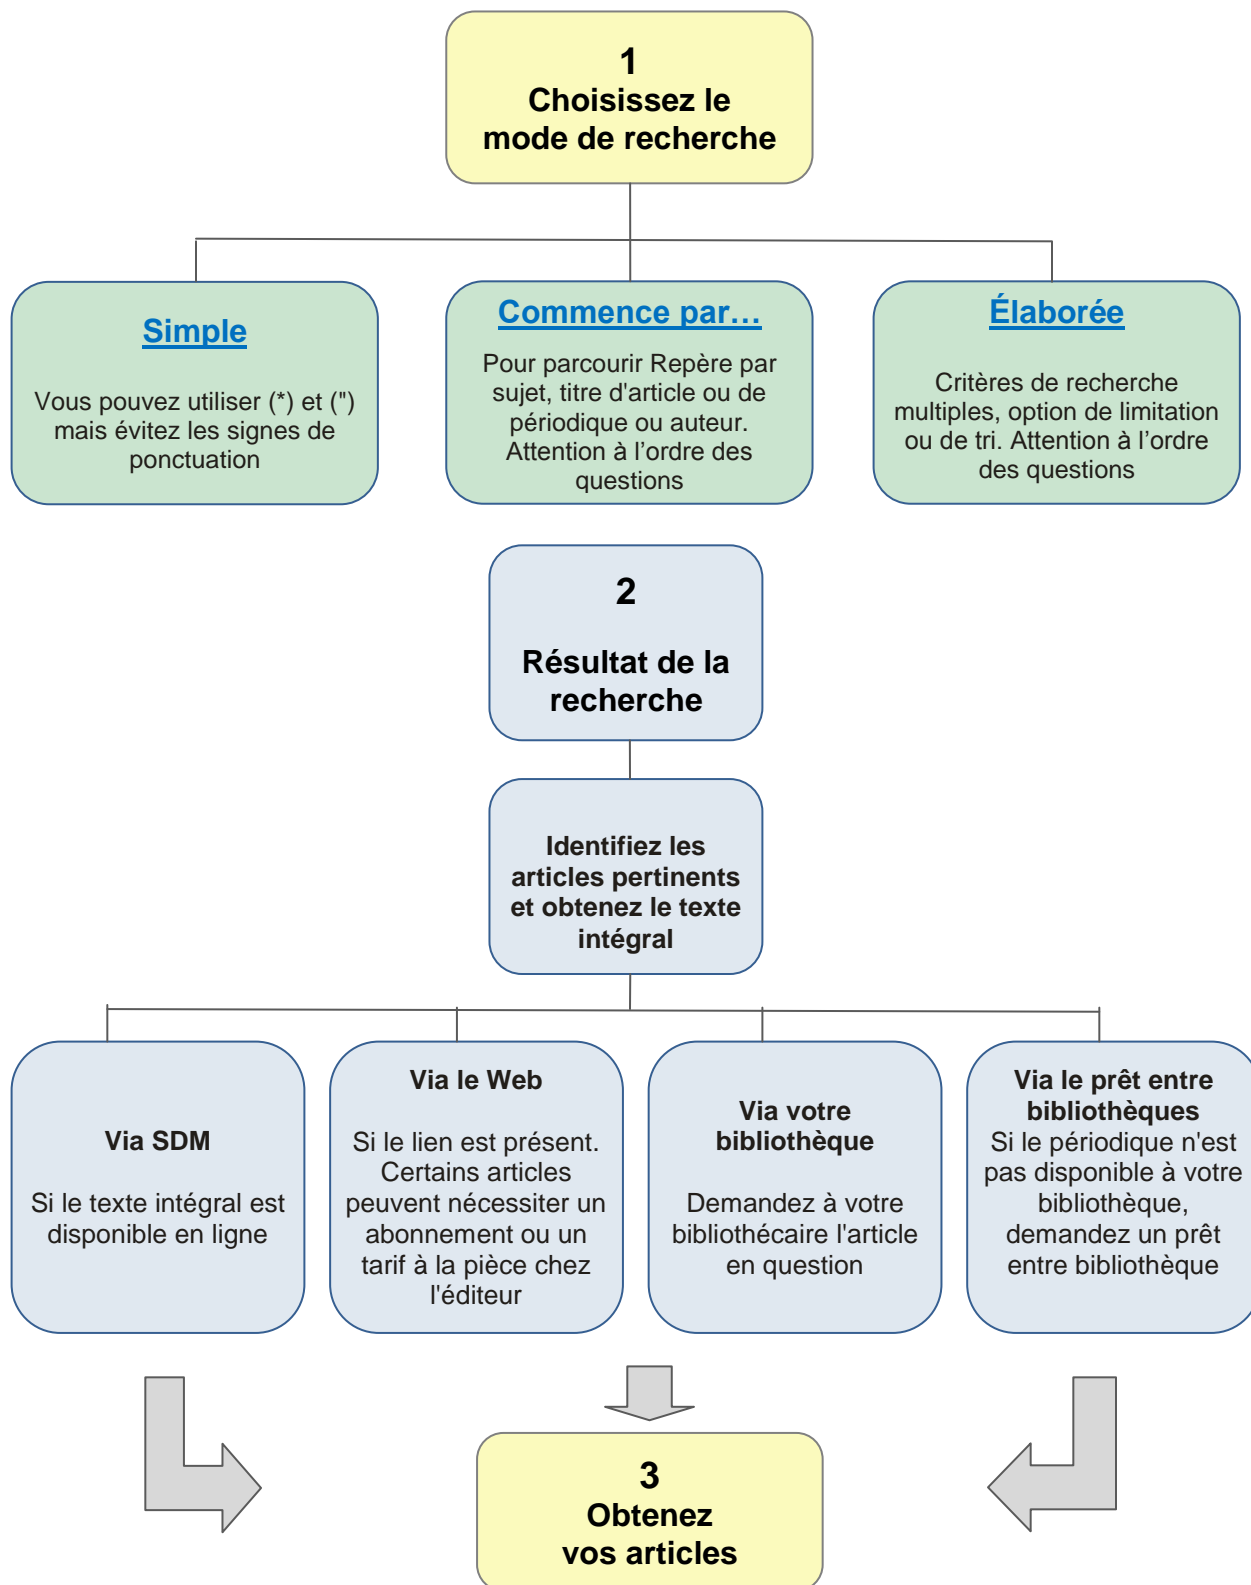 1
Choisissez le
mode de recherche
Simple
Vous pouvez utiliser (*) et (")
mais évitez les signes de
ponctuation
Commence par…
Pour parcourir Repère par
sujet, titre d'article ou de
périodique ou auteur.
Attention à l’ordre des
questions
Élaborée
Critères de recherche
multiples, option de limitation
ou de tri. Attention à l’ordre
des questions
2
Résultat de la
recherche
Identifiez les
articles pertinents
et obtenez le texte
intégral
Via SDM
Si le texte intégral est
disponible en ligne
Via le Web
Si le lien est présent.
Certains articles
peuvent nécessiter un
abonnement ou un
tarif à la pièce chez
l'éditeur
Via votre
bibliothèque
Demandez à votre
bibliothécaire l'article
en question
Via le prêt entre
bibliothèques
Si le périodique n'est
pas disponible à votre
bibliothèque,
demandez un prêt
entre bibliothèque
3
Obtenez
vos articles